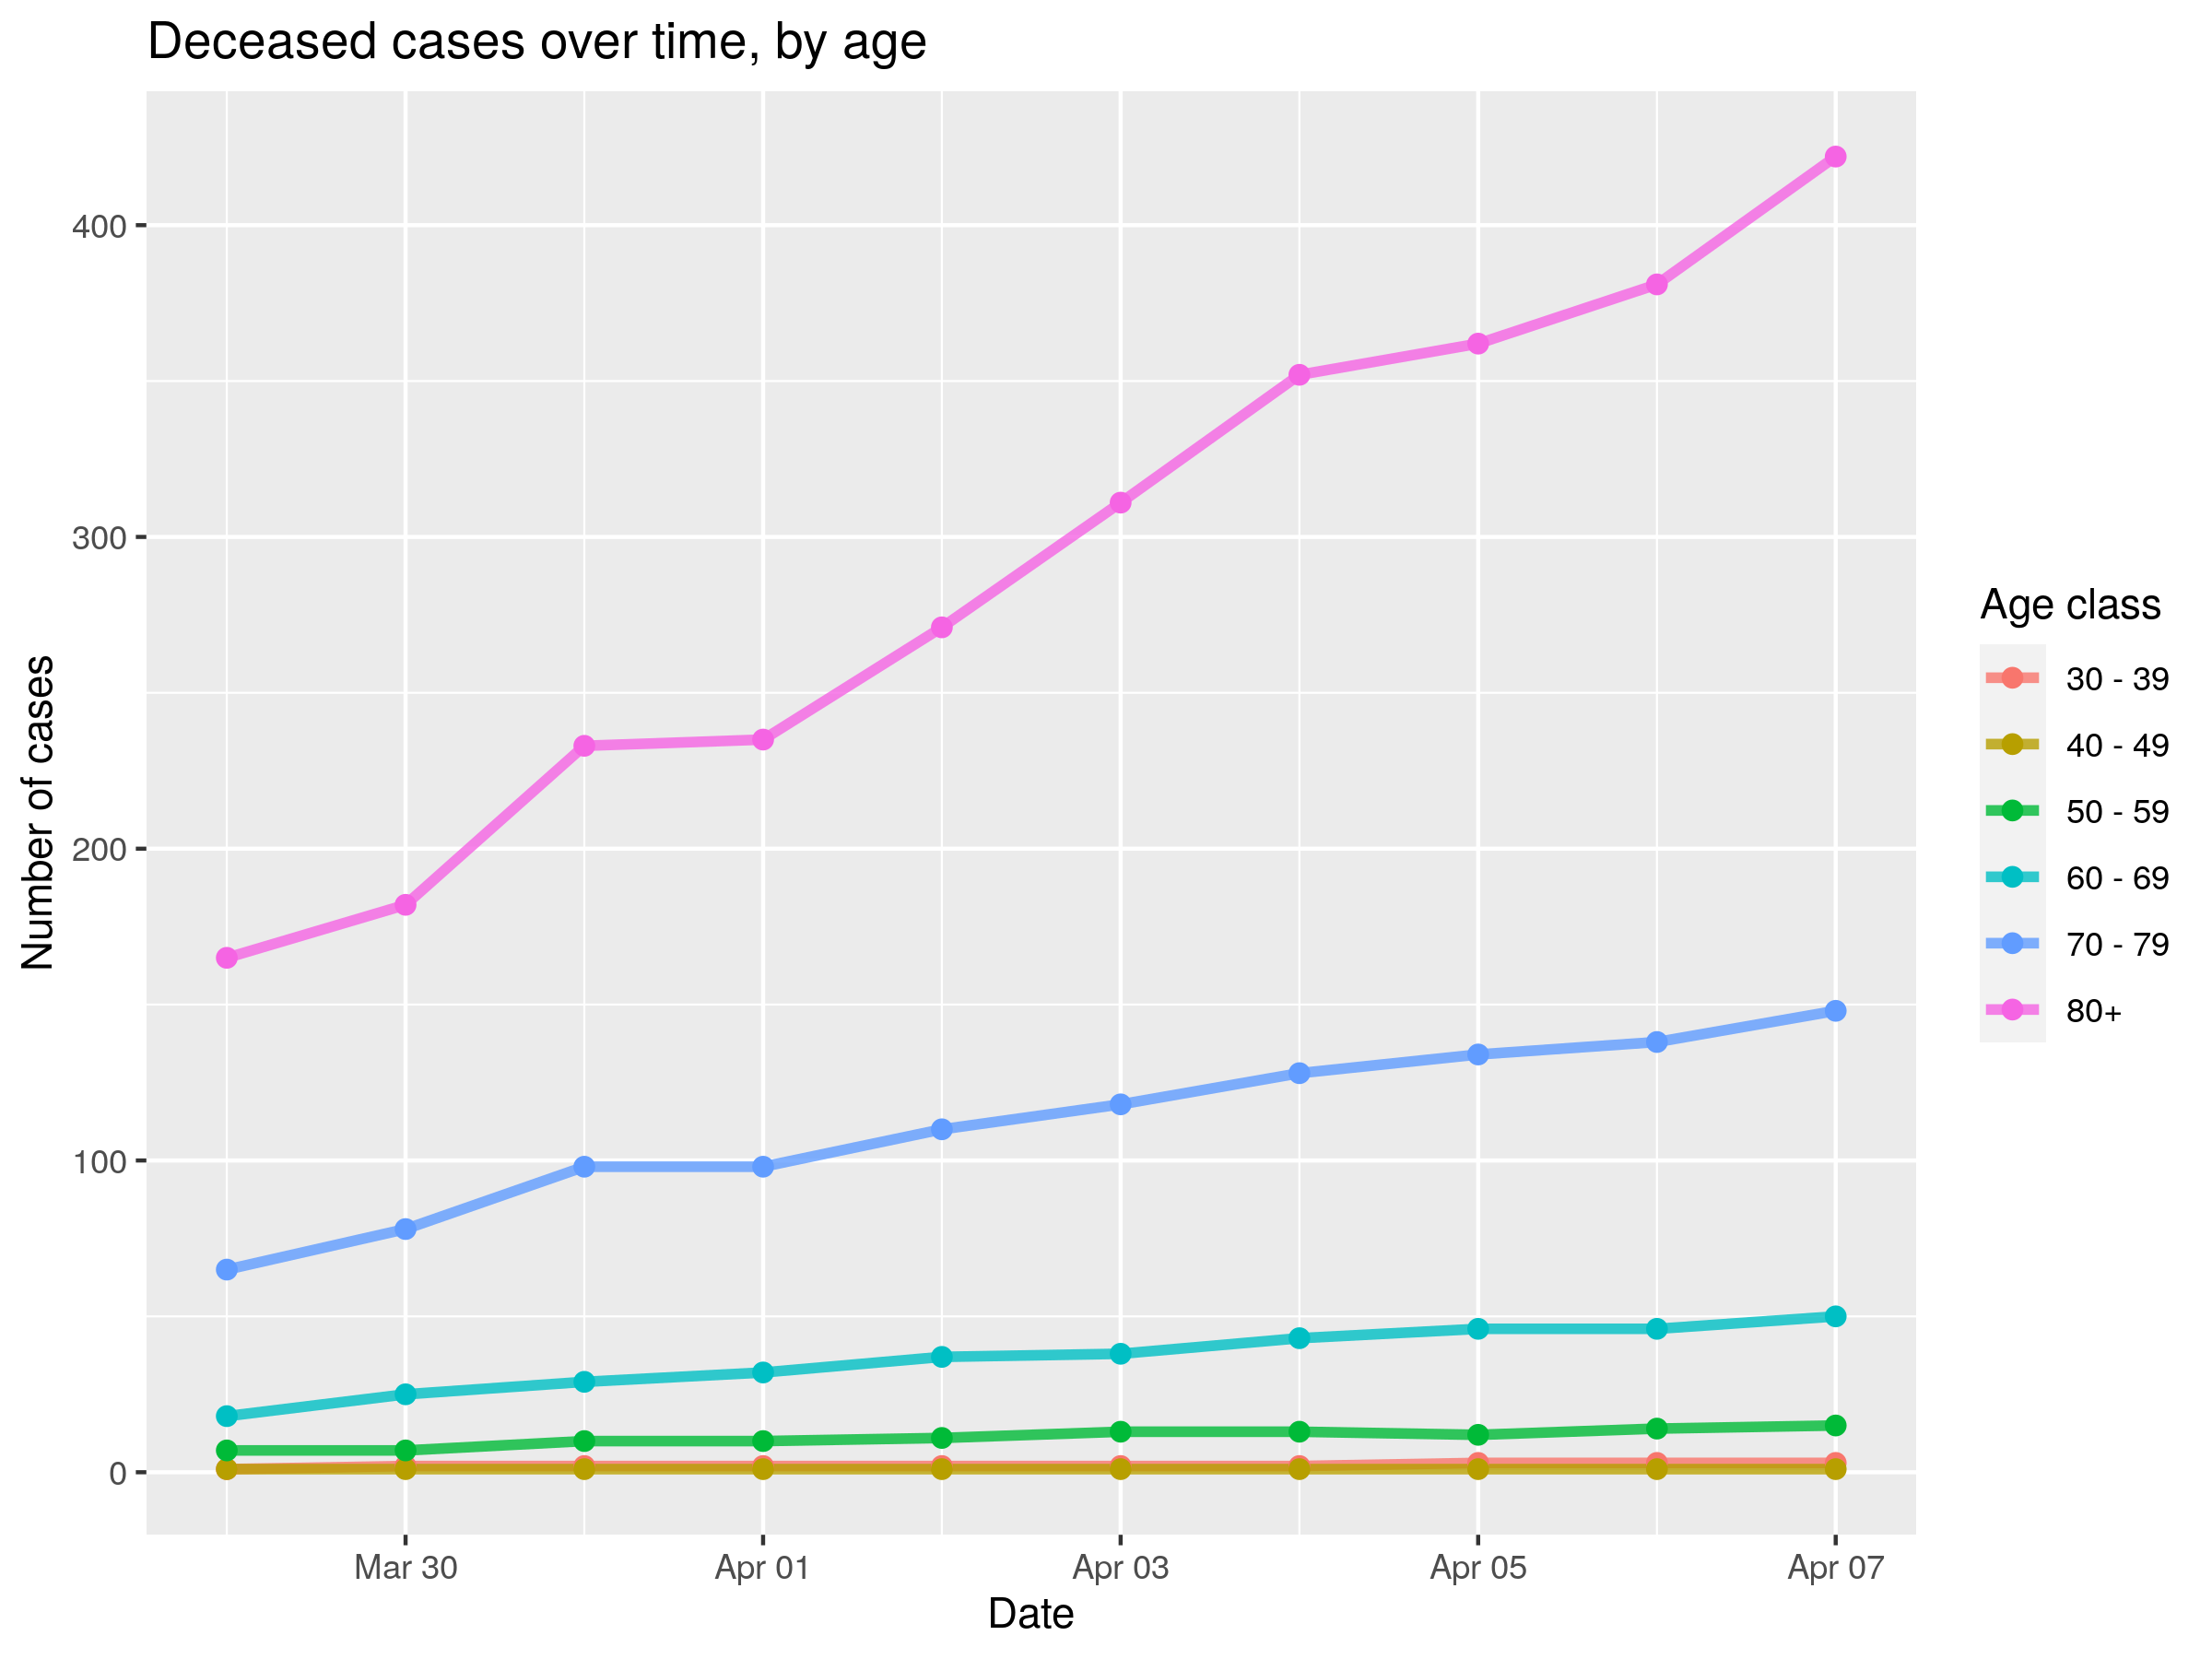 Deceased cases over time, by age
Number of cases
400
300
200
100
0
Mar 30
Apr 01
Apr 03
Apr 05
Apr 07
Date
Age class
30 - 39
40 - 49
50 - 59
60 - 69
70 - 79
80+